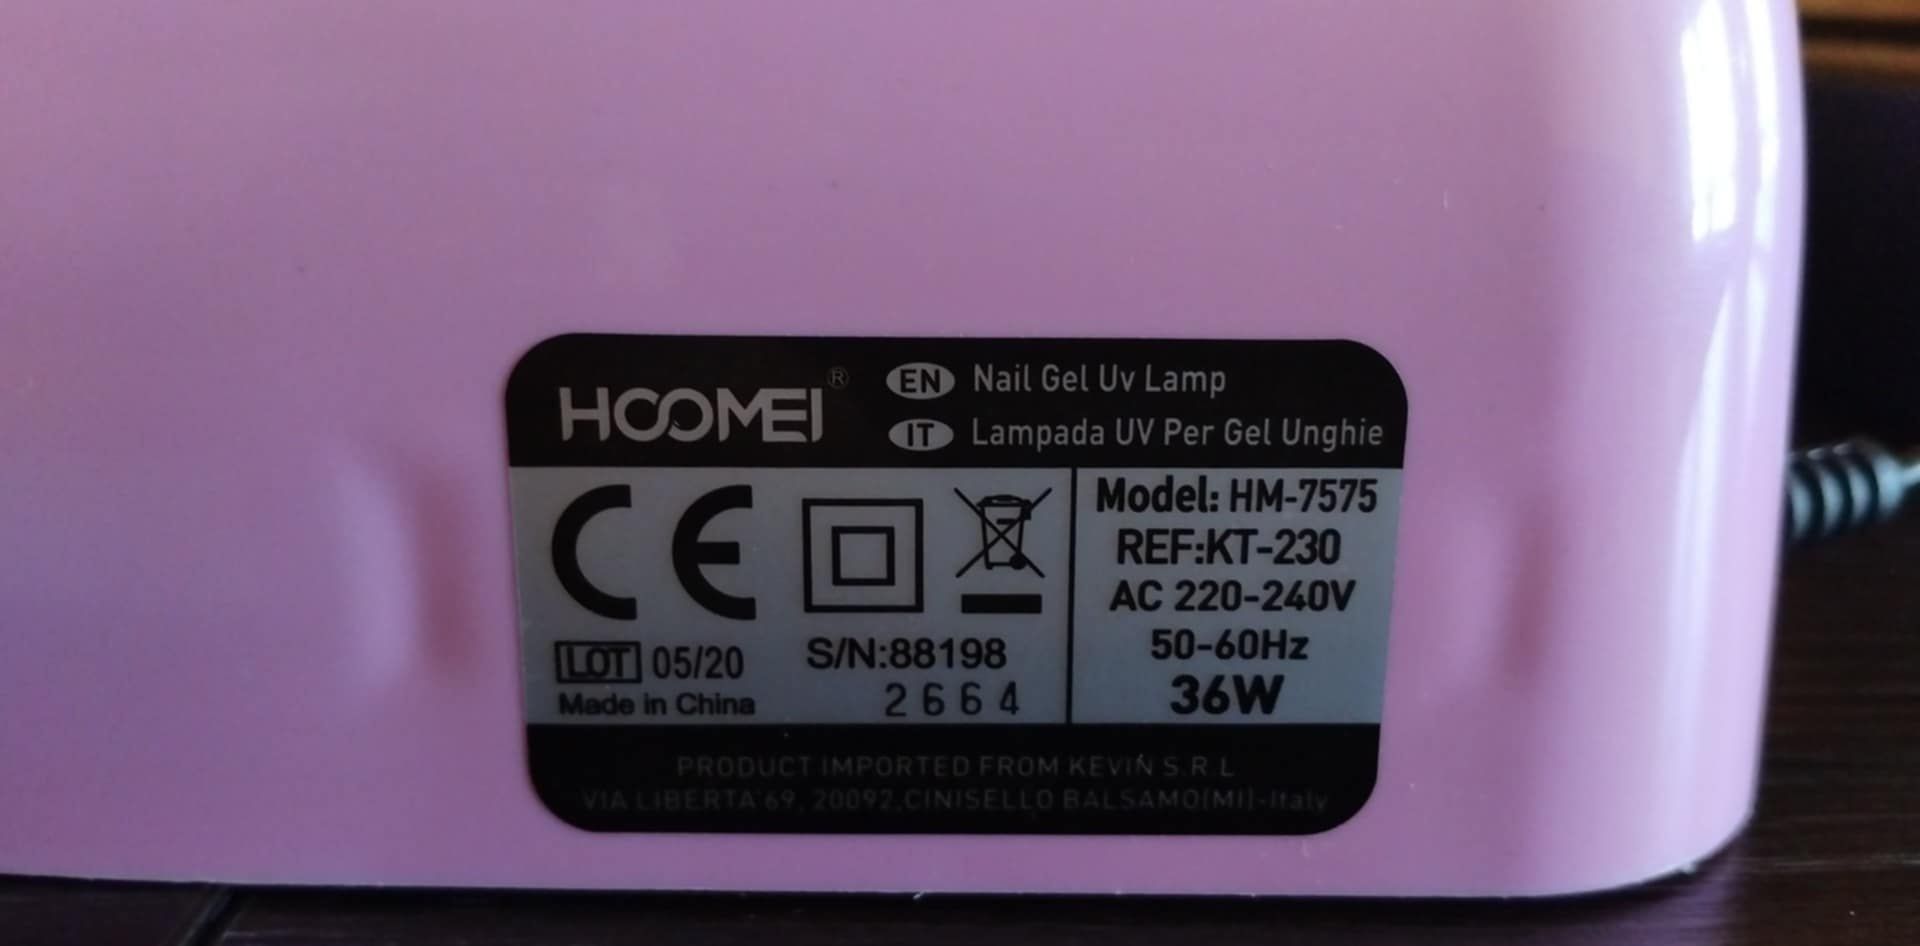 HOOMEI®
EN Nail Gel Uv Lamp
IT Lampada UV Per Gel Unghie
CE
LOT 05/20
Made in China
S/N:88198
2664
Model: HM-7575
REF:KT-230
AC 220-240V
50-60Hz
36W
PRODUCT IMPORTED FROM KEVIN S.R.L
VIA LIBERTA'69, 20092,CINISELLO BALSAMO(MI)-Italy